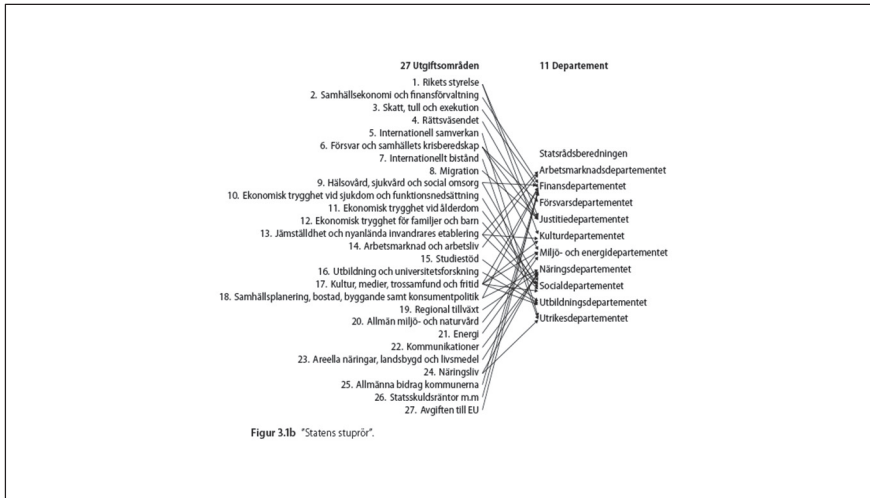 27 Utgiftsområden
1. Rikets styrelse
2. Samhällsekonomi och finansförvaltning
3. Skatt, tull och exekution
4. Rättsväsendet
5. Internationell samverkan
6. Försvar och samhällets krisberedskap
7. Internationellt bistånd
8. Migration
9. Hälsovård, sjukvård och social omsorg
10. Ekonomisk trygghet vid sjukdom och funktionsnedsättning
11. Ekonomisk trygghet vid ålderdom
12. Ekonomisk trygghet för familjer och barn
13. Jämställdhet och nyanlända invandrares etablering
14. Arbetsmarknad och arbetsliv
15. Studiestöd
16. Utbildning och universitetsforskning
17. Kultur, medier, trossamfund och fritid
18. Samhällsplanering, bostad, byggande samt konsumentpolitik
19. Regional tillväxt
20. Allmän miljö- och naturvård
21. Energi
22. Kommunikationer
23. Areella näringar, landsbygd och livsmedel
24. Näringsliv
25. Allmänna bidrag kommunerna
26. Statsskuldsräntor m.m
27. Avgiften till EU
11 Departement
Statsrådsberedningen
Arbetsmarknadsdepartementet
Finansdepartementet
Försvarsdepartementet
Justitiedepartementet
Kulturdepartementet
Miljö- och energidepartementet
Näringsdepartementet
Socialdepartementet
Utbildningsdepartementet
Utrikesdepartementet
Figur 3.1b "Statens stuprör".